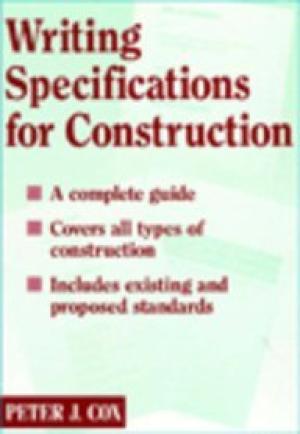 Writing
Specifications
for Construction
A complete guide
Covers all types of
construction
Includes existing and
proposed standards
PETER J. COX